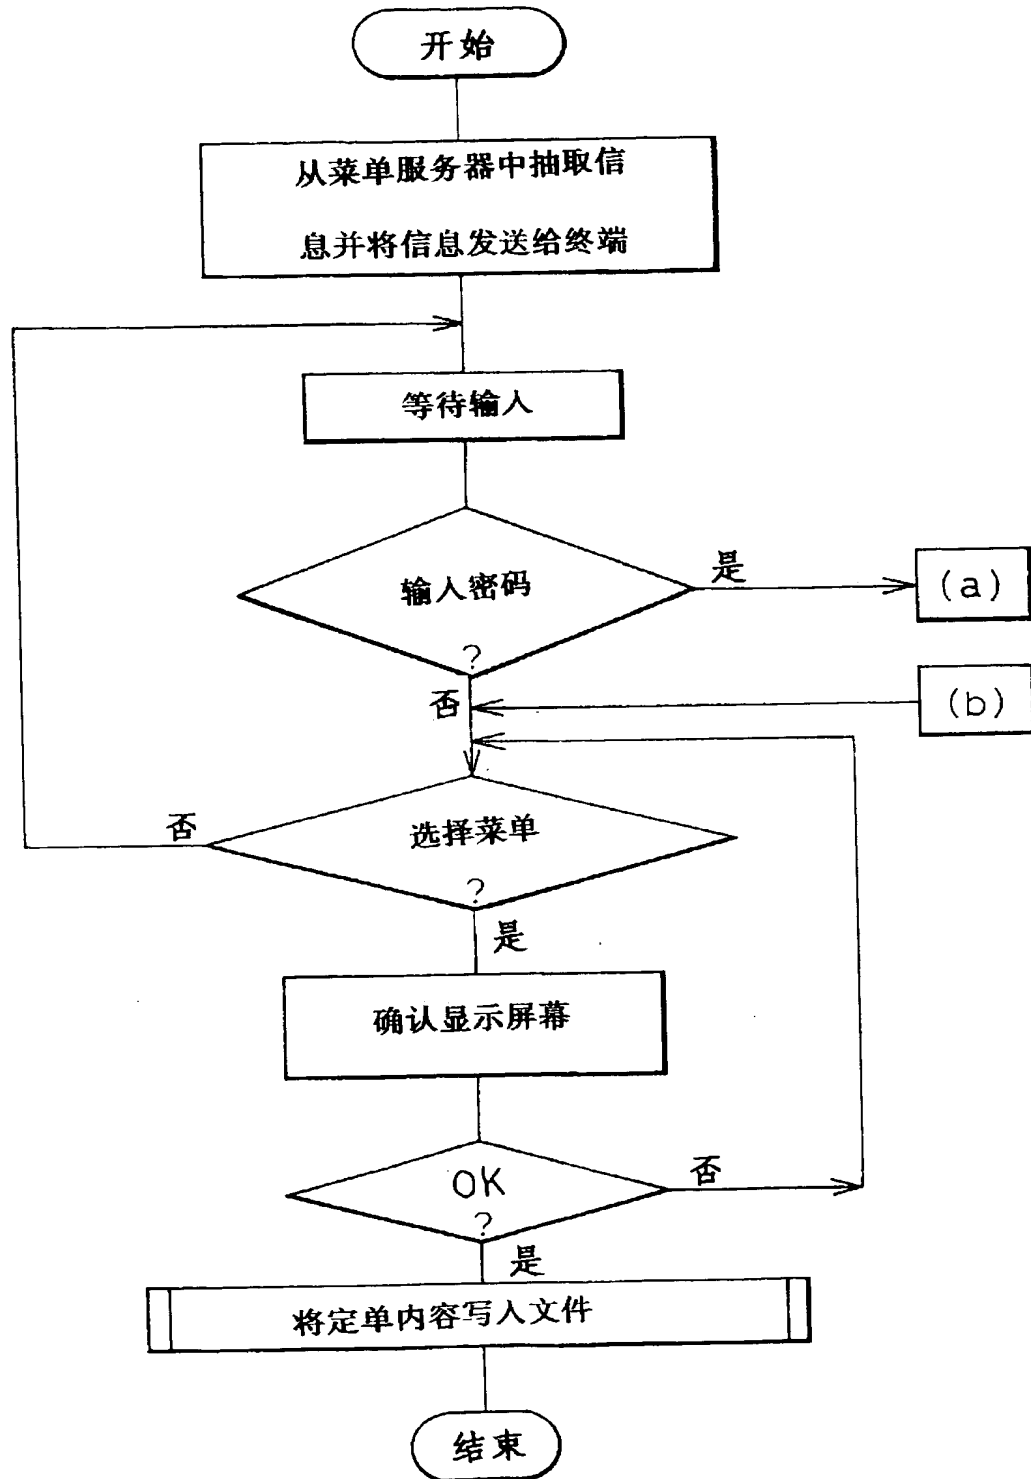 开始
从菜单服务器中抽取信
息并将信息发送给终端
等待输入
输入密码
?
是
(a)
否
(b)
选择菜单
?
否
是
确认显示屏幕
OK
?
否
是
将定单内容写入文件
结束